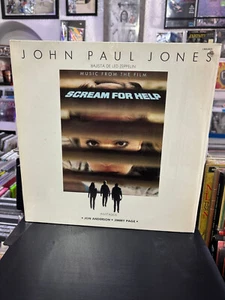 JOHN PAUL JONES
BAJISTA DE LED ZEPPELIN
MUSIC FROM THE FILM
SCREAM FOR HELP
• JON ANDERSON • JIMMY PAGE •